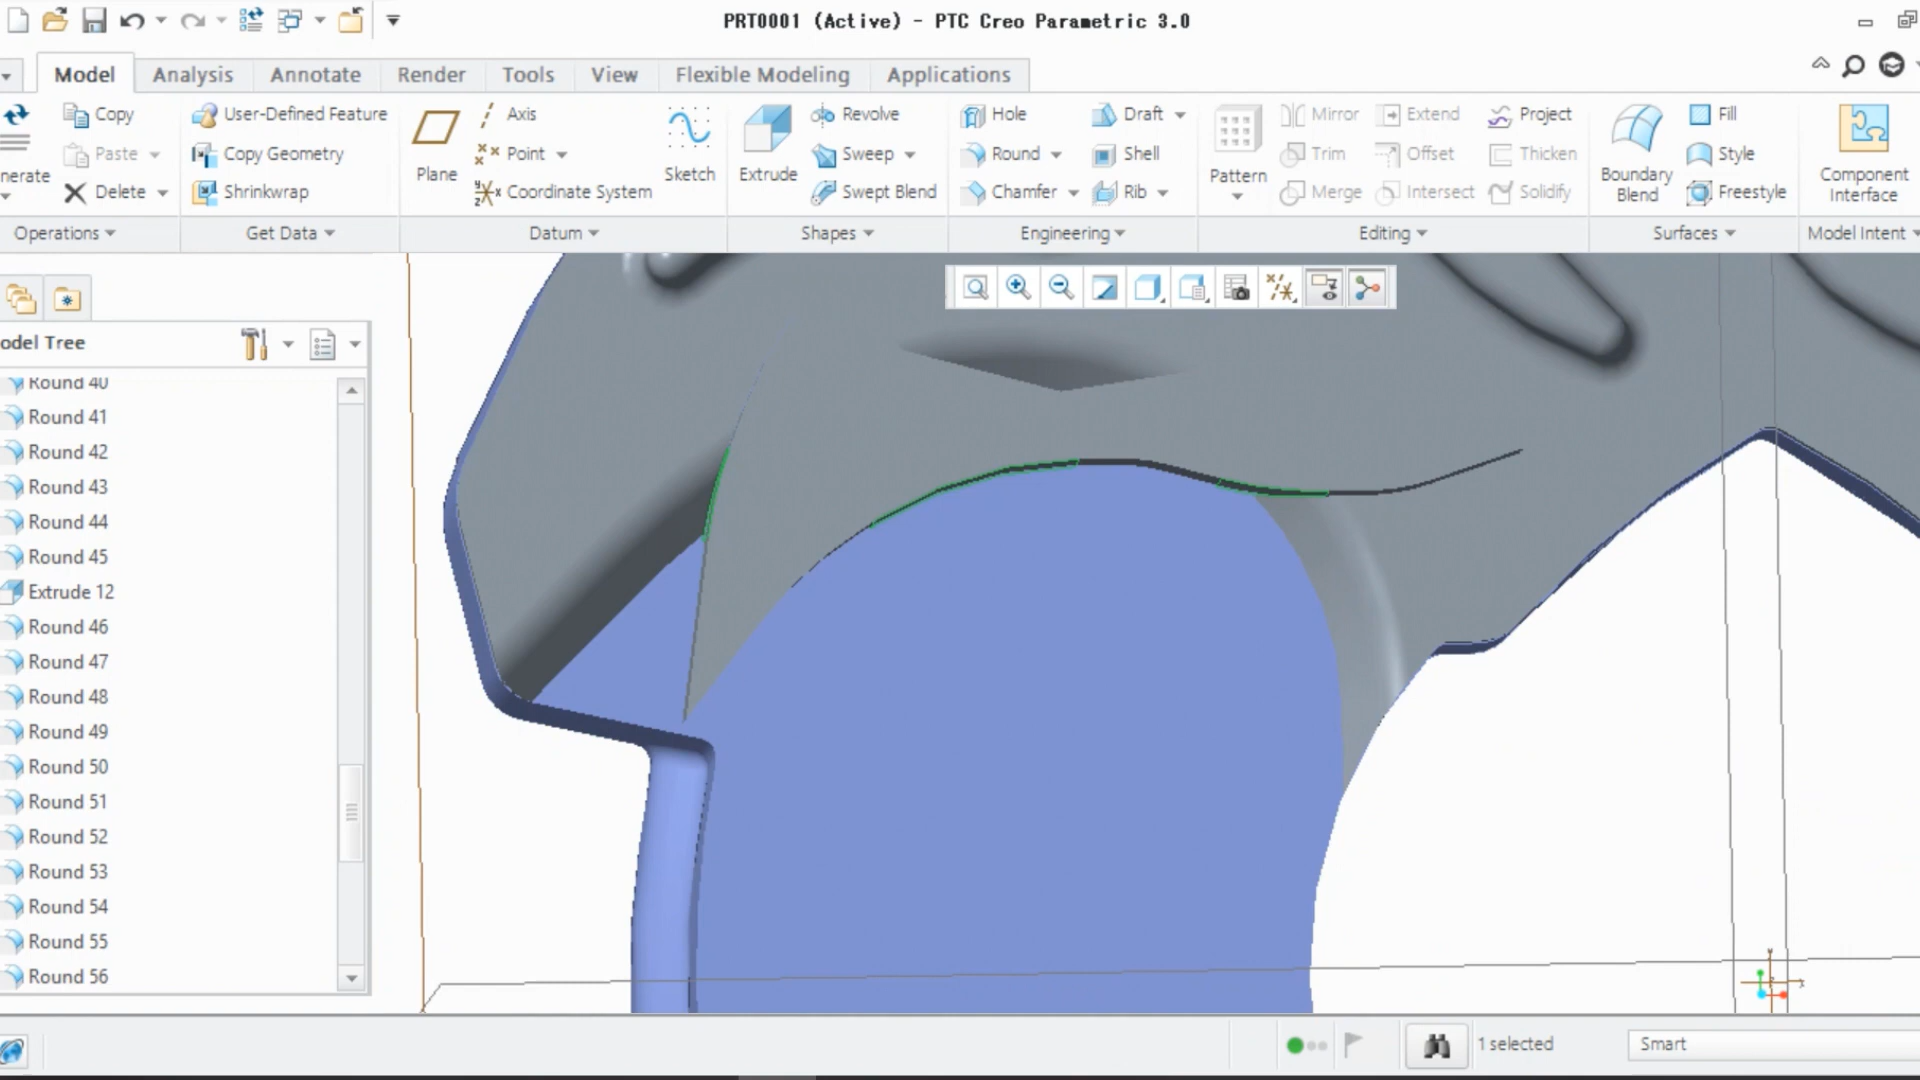 PRT0001 (Active) - PTC Creo Parametric 3.0
Model Analysis Annotate Render Tools View Flexible Modeling Applications
Copy User-Defined Feature Axis Revolve Hole Draft Mirror Extend Project Fill
nerate Paste Copy Geometry Plane Point Sketch Extrude Sweep Round Shell Pattern Trim Offset Thicken Boundary Blend Style Component Interface
Delete Shrinkwrap Coordinate System Swept Blend Chamfer Rib Merge Intersect Solidify Freestyle
Operations Get Data Datum Shapes Engineering Editing Surfaces Model Intent
odel Tree
Round 40
Round 41
Round 42
Round 43
Round 44
Round 45
Extrude 12
Round 46
Round 47
Round 48
Round 49
Round 50
Round 51
Round 52
Round 53
Round 54
Round 55
Round 56
1 selected Smart